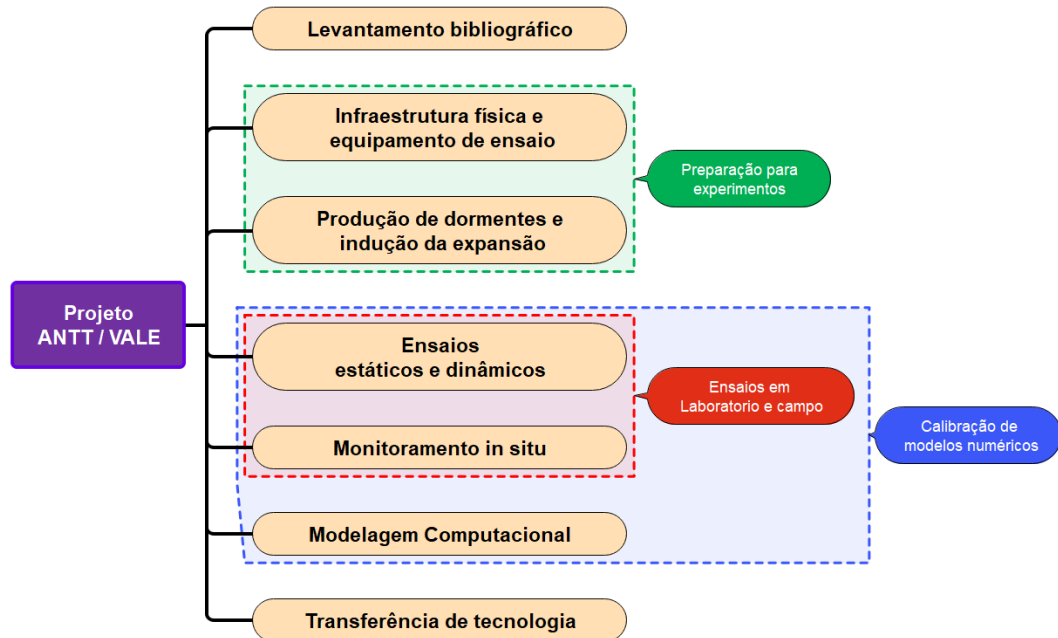 Levantamento bibliográfico
Infraestrutura física e
equipamento de ensaio
Preparação para
experimentos
Produção de dormentes e
indução da expansão
Projeto
ANTT / VALE
Ensaios
estáticos e dinâmicos
Ensaios em
Laboratorio e campo
Calibração de
modelos numéricos
Monitoramento in situ
Modelagem Computacional
Transferência de tecnologia